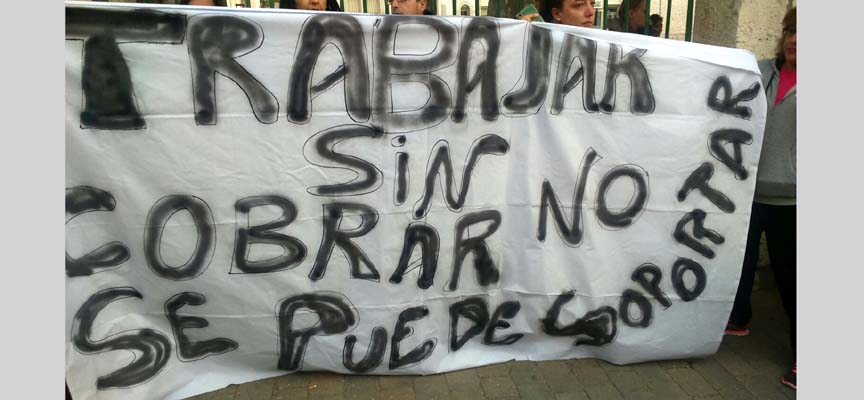 TRABAJAR
SIN
COBRAR NO
SE PUEDE SOPORTAR